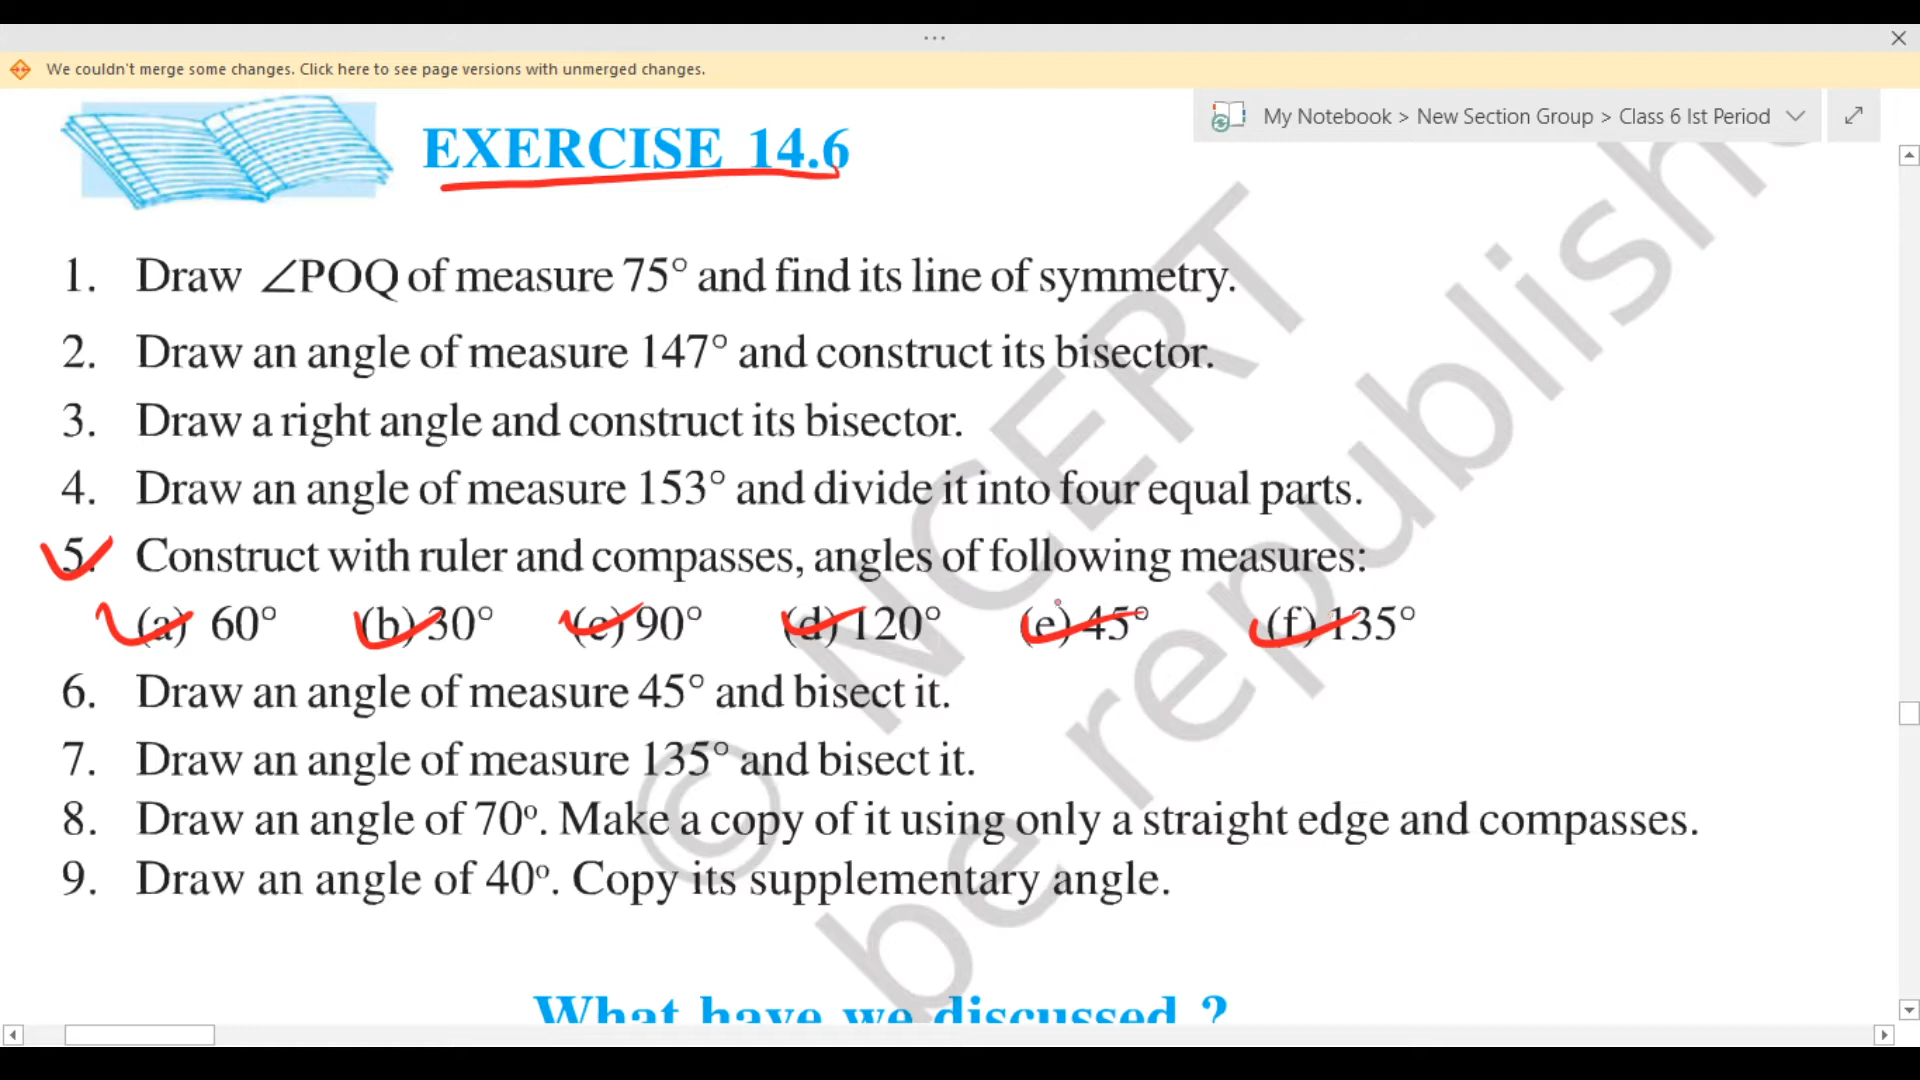 ...
We couldn't merge some changes. Click here to see page versions with unmerged changes.
My Notebook > New Section Group > Class 6 Ist Period
EXERCISE 14.6
1. Draw ∠POQ of measure 75° and find its line of symmetry.
2. Draw an angle of measure 147° and construct its bisector.
3. Draw a right angle and construct its bisector.
4. Draw an angle of measure 153° and divide it into four equal parts.
5. Construct with ruler and compasses, angles of following measures:
(a) 60° (b) 30° (c) 90° (d) 120° (e) 45° (f) 135°
6. Draw an angle of measure 45° and bisect it.
7. Draw an angle of measure 135° and bisect it.
8. Draw an angle of 70°. Make a copy of it using only a straight edge and compasses.
9. Draw an angle of 40°. Copy its supplementary angle.
What have we discussed ?
© NCERT
be republish